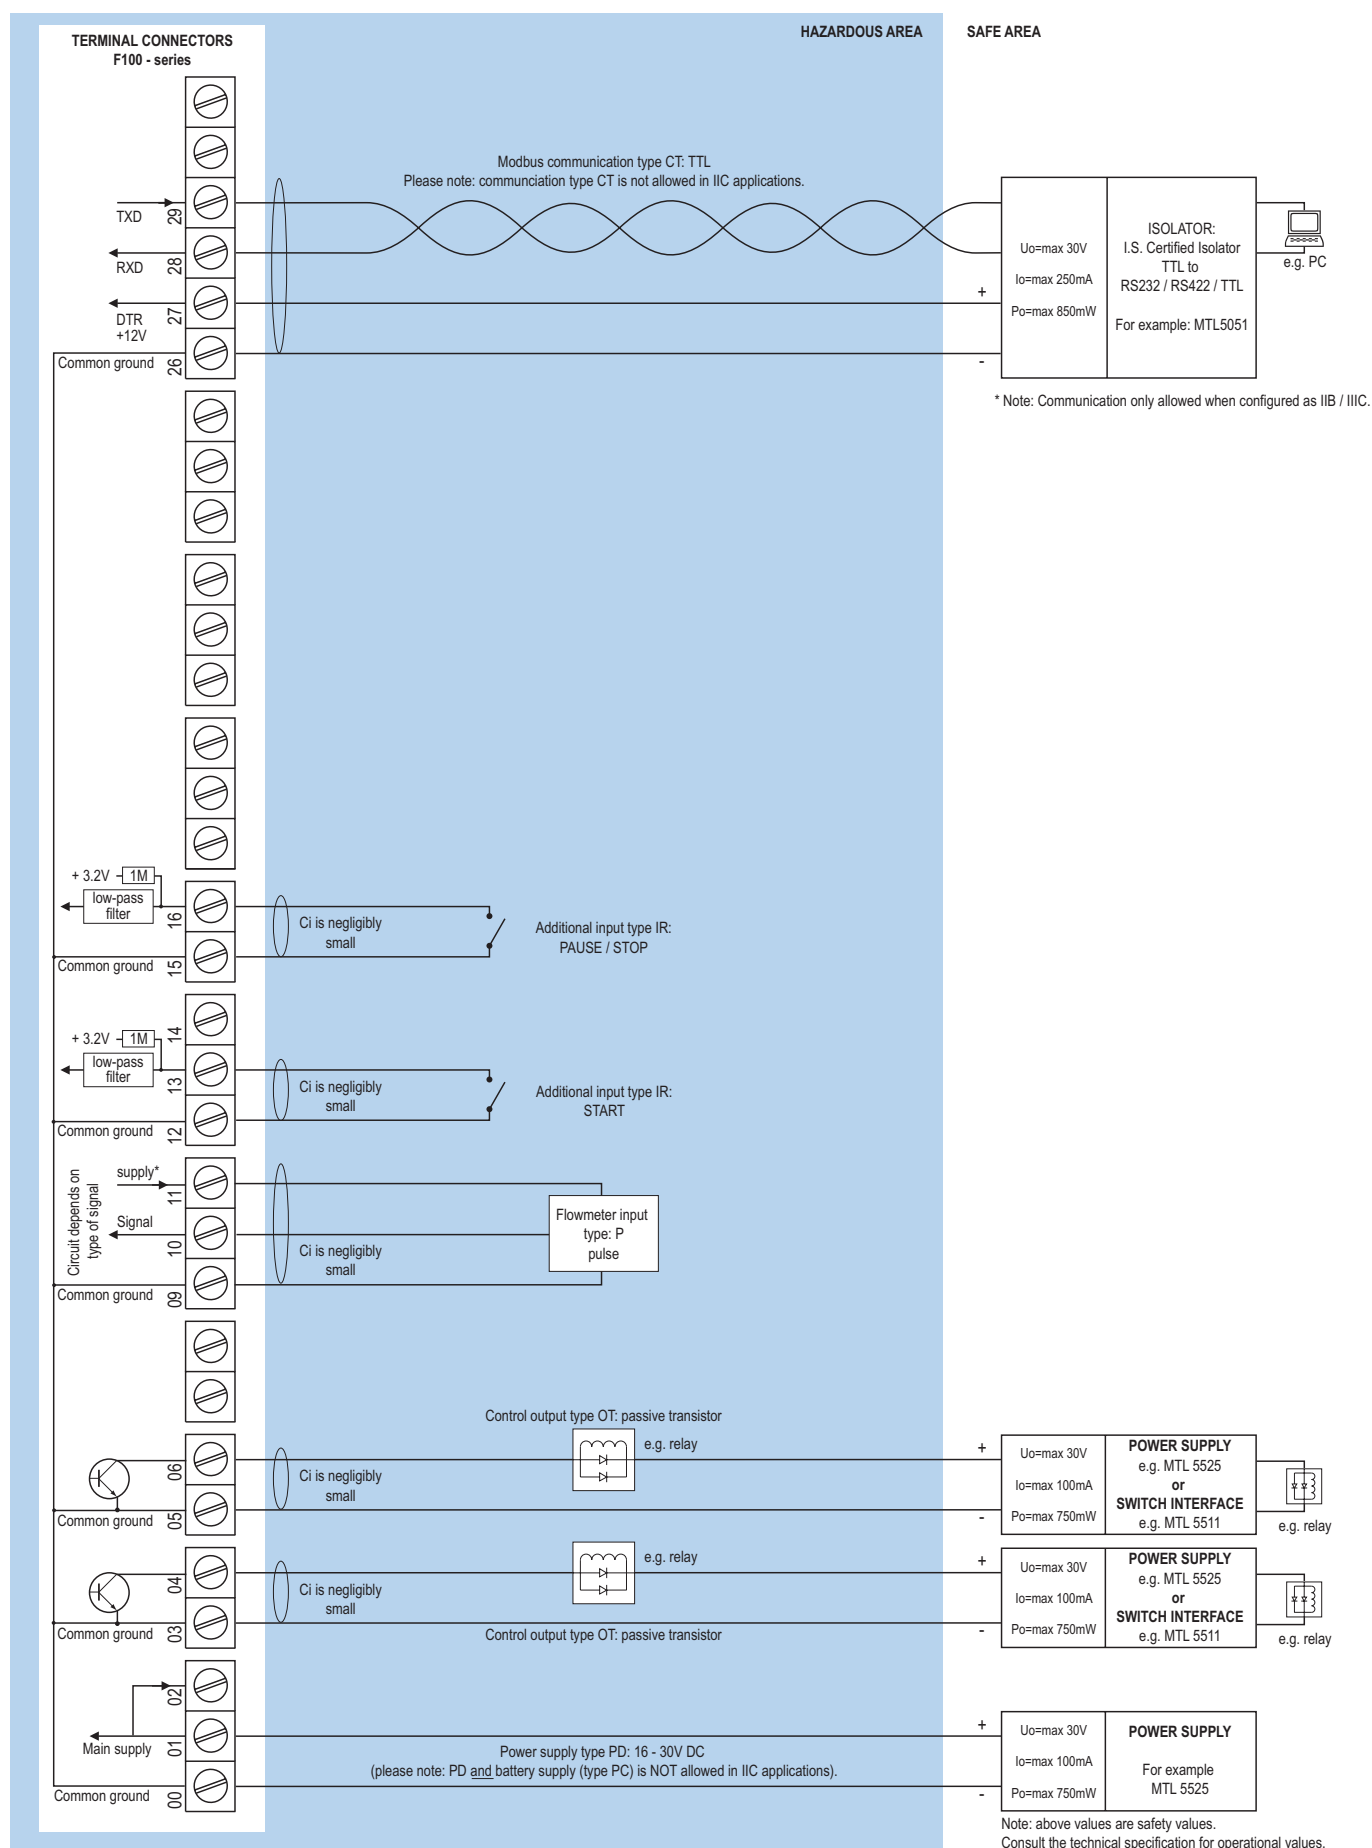 HAZARDOUS AREA
SAFE AREA
TERMINAL CONNECTORS
F100 - series
Modbus communication type CT: TTL
Please note: communciation type CT is not allowed in IIC applications.
TXD
29
RXD
28
DTR
+12V
27
Common ground
26
+
-
Uo=max 30V
Io=max 250mA
Po=max 850mW
ISOLATOR:
I.S. Certified Isolator
TTL to
RS232 / RS422 / TTL
For example: MTL5051
e.g. PC
* Note: Communication only allowed when configured as IIB / IIIC.
+ 3.2V
1M
low-pass
filter
16
Common ground
15
Ci is negligibly
small
Additional input type IR:
PAUSE / STOP
14
+ 3.2V
1M
low-pass
filter
13
Common ground
12
Ci is negligibly
small
Additional input type IR:
START
Circuit depends on
type of signal
supply*
11
Signal
10
Common ground
09
Ci is negligibly
small
Flowmeter input
type: P
pulse
Control output type OT: passive transistor
e.g. relay
06
Common ground
05
Ci is negligibly
small
+
-
Uo=max 30V
Io=max 100mA
Po=max 750mW
POWER SUPPLY
e.g. MTL 5525
or
SWITCH INTERFACE
e.g. MTL 5511
e.g. relay
e.g. relay
04
Common ground
03
Ci is negligibly
small
Control output type OT: passive transistor
+
-
Uo=max 30V
Io=max 100mA
Po=max 750mW
POWER SUPPLY
e.g. MTL 5525
or
SWITCH INTERFACE
e.g. MTL 5511
e.g. relay
02
Main supply
01
Common ground
00
Power supply type PD: 16 - 30V DC
(please note: PD and battery supply (type PC) is NOT allowed in IIC applications).
+
-
Uo=max 30V
Io=max 100mA
Po=max 750mW
POWER SUPPLY
For example
MTL 5525
Note: above values are safety values.
Consult the technical specification for operational values.